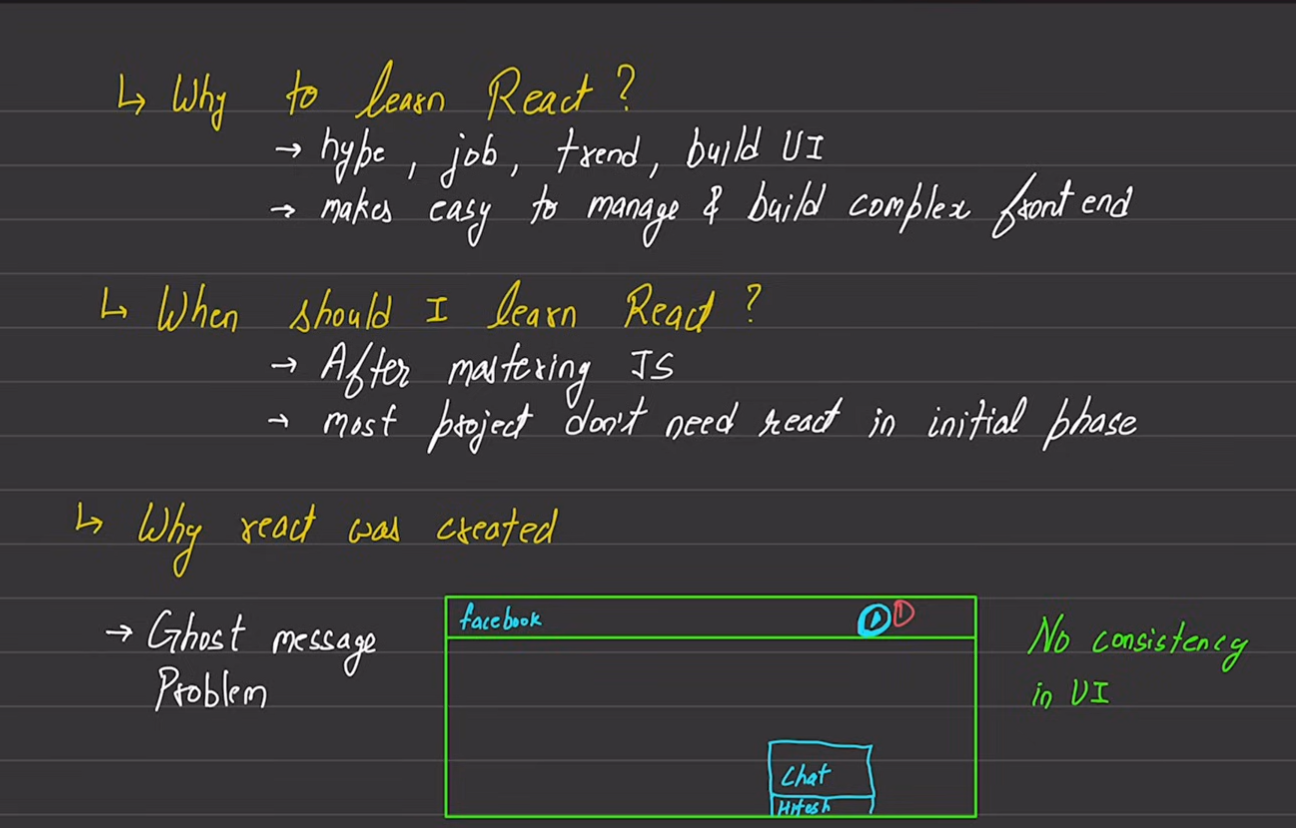 ↳ Why to learn React?
→ hype, job, trend, build UI
→ makes easy to manage & build complex front end
↳ When should I learn React?
→ After mastering JS
→ most project don't need react in initial phase
↳ Why react was created
→ Ghost message
Problem
facebook
1
No consistency
in UI
Chat
Hitesh